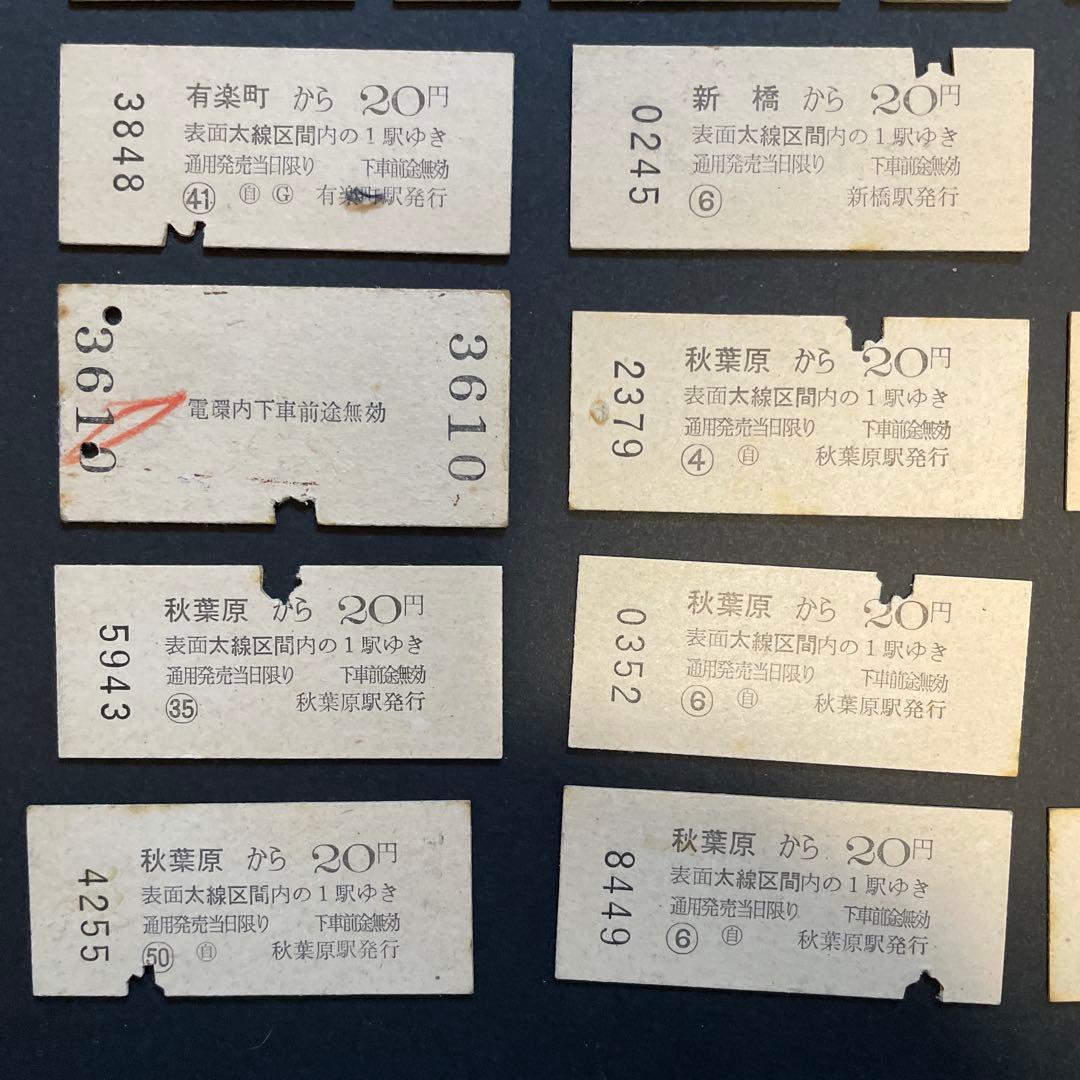 3848
有楽町 から 20円
表面太線区間内の1駅ゆき
通用発売当日限り 下車前途無効
㊶ 自 G 有楽町駅発行
0245
新 橋 から 20円
表面太線区間内の1駅ゆき
通用発売当日限り 下車前途無効
⑥ 新橋駅発行
3610
電環内下車前途無効
3610
2379
秋葉原 から 20円
表面太線区間内の1駅ゆき
通用発売当日限り 下車前途無効
④ 自 秋葉原駅発行
5943
秋葉原 から 20円
表面太線区間内の1駅ゆき
通用発売当日限り 下車前途無効
㉟ 秋葉原駅発行
0352
秋葉原 から 20円
表面太線区間内の1駅ゆき
通用発売当日限り 下車前途無効
⑥ 自 秋葉原駅発行
4255
秋葉原 から 20円
表面太線区間内の1駅ゆき
通用発売当日限り 下車前途無効
㊿ 自 秋葉原駅発行
8449
秋葉原 から 20円
表面太線区間内の1駅ゆき
通用発売当日限り 下車前途無効
⑥ 自 秋葉原駅発行